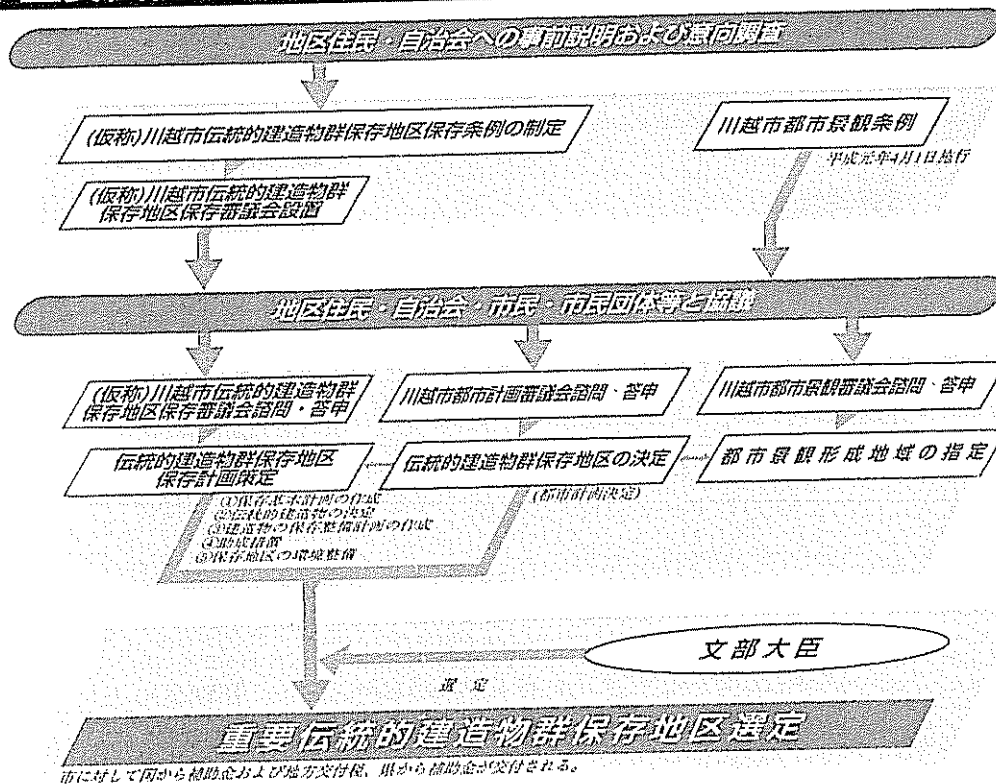 地区住民・自治会への事前説明および意向調査
(仮称)川越市伝統的建造物群保存地区保存条例の制定
川越市都市景観条例
平成元年4月1日施行
(仮称)川越市伝統的建造物群
保存地区保存審議会設置
地区住民・自治会・市民・市民団体等と協議
(仮称)川越市伝統的建造物群
保存地区保存審議会諮問・答申
川越市都市計画審議会諮問・答申
川越市都市景観審議会諮問・答申
伝統的建造物群保存地区
保存計画策定
伝統的建造物群保存地区の決定
都市景観形成地域の指定
(都市計画決定)
①保存基本計画の作成
②伝統的建造物の決定
③建造物の保存整備計画の作成
④助成措置
⑤保存地区の環境整備
文部大臣
選定
重要伝統的建造物群保存地区選定
市に対して国から補助金および地方交付税、県から補助金が交付される。